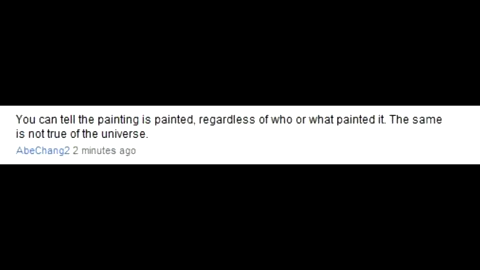 You can tell the painting is painted, regardless of who or what painted it. The same
is not true of the universe.
AbeChang2 2 minutes ago